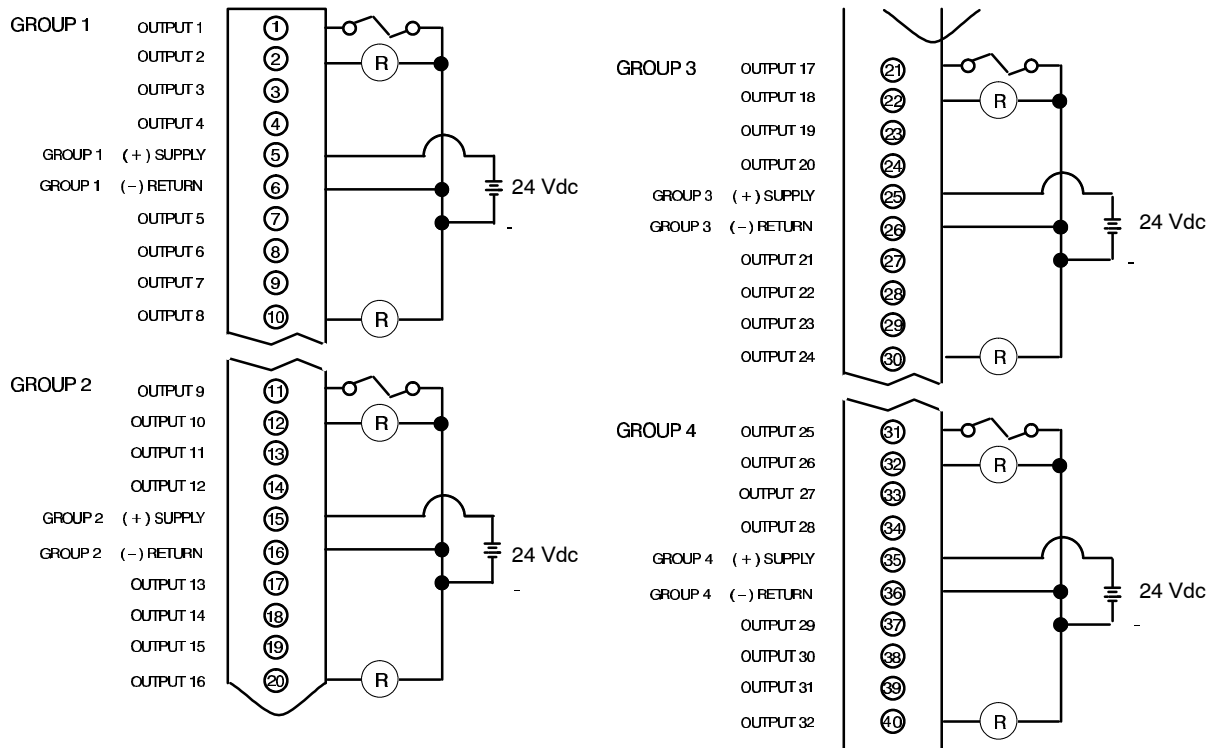 GROUP 1
OUTPUT 1 1
OUTPUT 2 2 R
OUTPUT 3 3
OUTPUT 4 4
GROUP 1 (+) SUPPLY 5
GROUP 1 (−) RETURN 6 24 Vdc
OUTPUT 5 7 -
OUTPUT 6 8
OUTPUT 7 9
OUTPUT 8 10 R
GROUP 2
OUTPUT 9 11
OUTPUT 10 12 R
OUTPUT 11 13
OUTPUT 12 14
GROUP 2 (+) SUPPLY 15
GROUP 2 (−) RETURN 16 24 Vdc
OUTPUT 13 17 -
OUTPUT 14 18
OUTPUT 15 19
OUTPUT 16 20 R
GROUP 3 OUTPUT 17 21
OUTPUT 18 22 R
OUTPUT 19 23
OUTPUT 20 24
GROUP 3 (+) SUPPLY 25
GROUP 3 (−) RETURN 26 24 Vdc
OUTPUT 21 27 -
OUTPUT 22 28
OUTPUT 23 29
OUTPUT 24 30 R
GROUP 4 OUTPUT 25 31
OUTPUT 26 32 R
OUTPUT 27 33
OUTPUT 28 34
GROUP 4 (+) SUPPLY 35
GROUP 4 (−) RETURN 36 24 Vdc
OUTPUT 29 37 -
OUTPUT 30 38
OUTPUT 31 39
OUTPUT 32 40 R